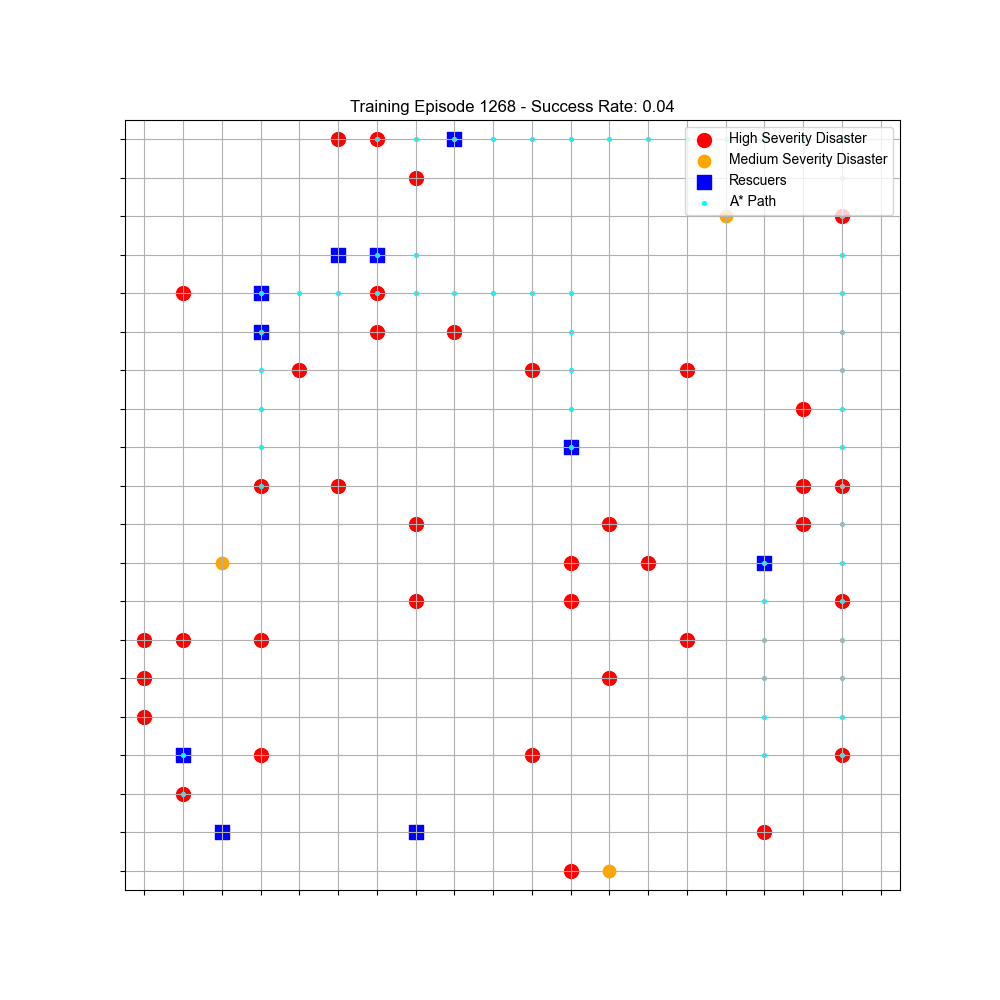 Training Episode 1268 - Success Rate: 0.04
High Severity Disaster
Medium Severity Disaster
Rescuers
A* Path